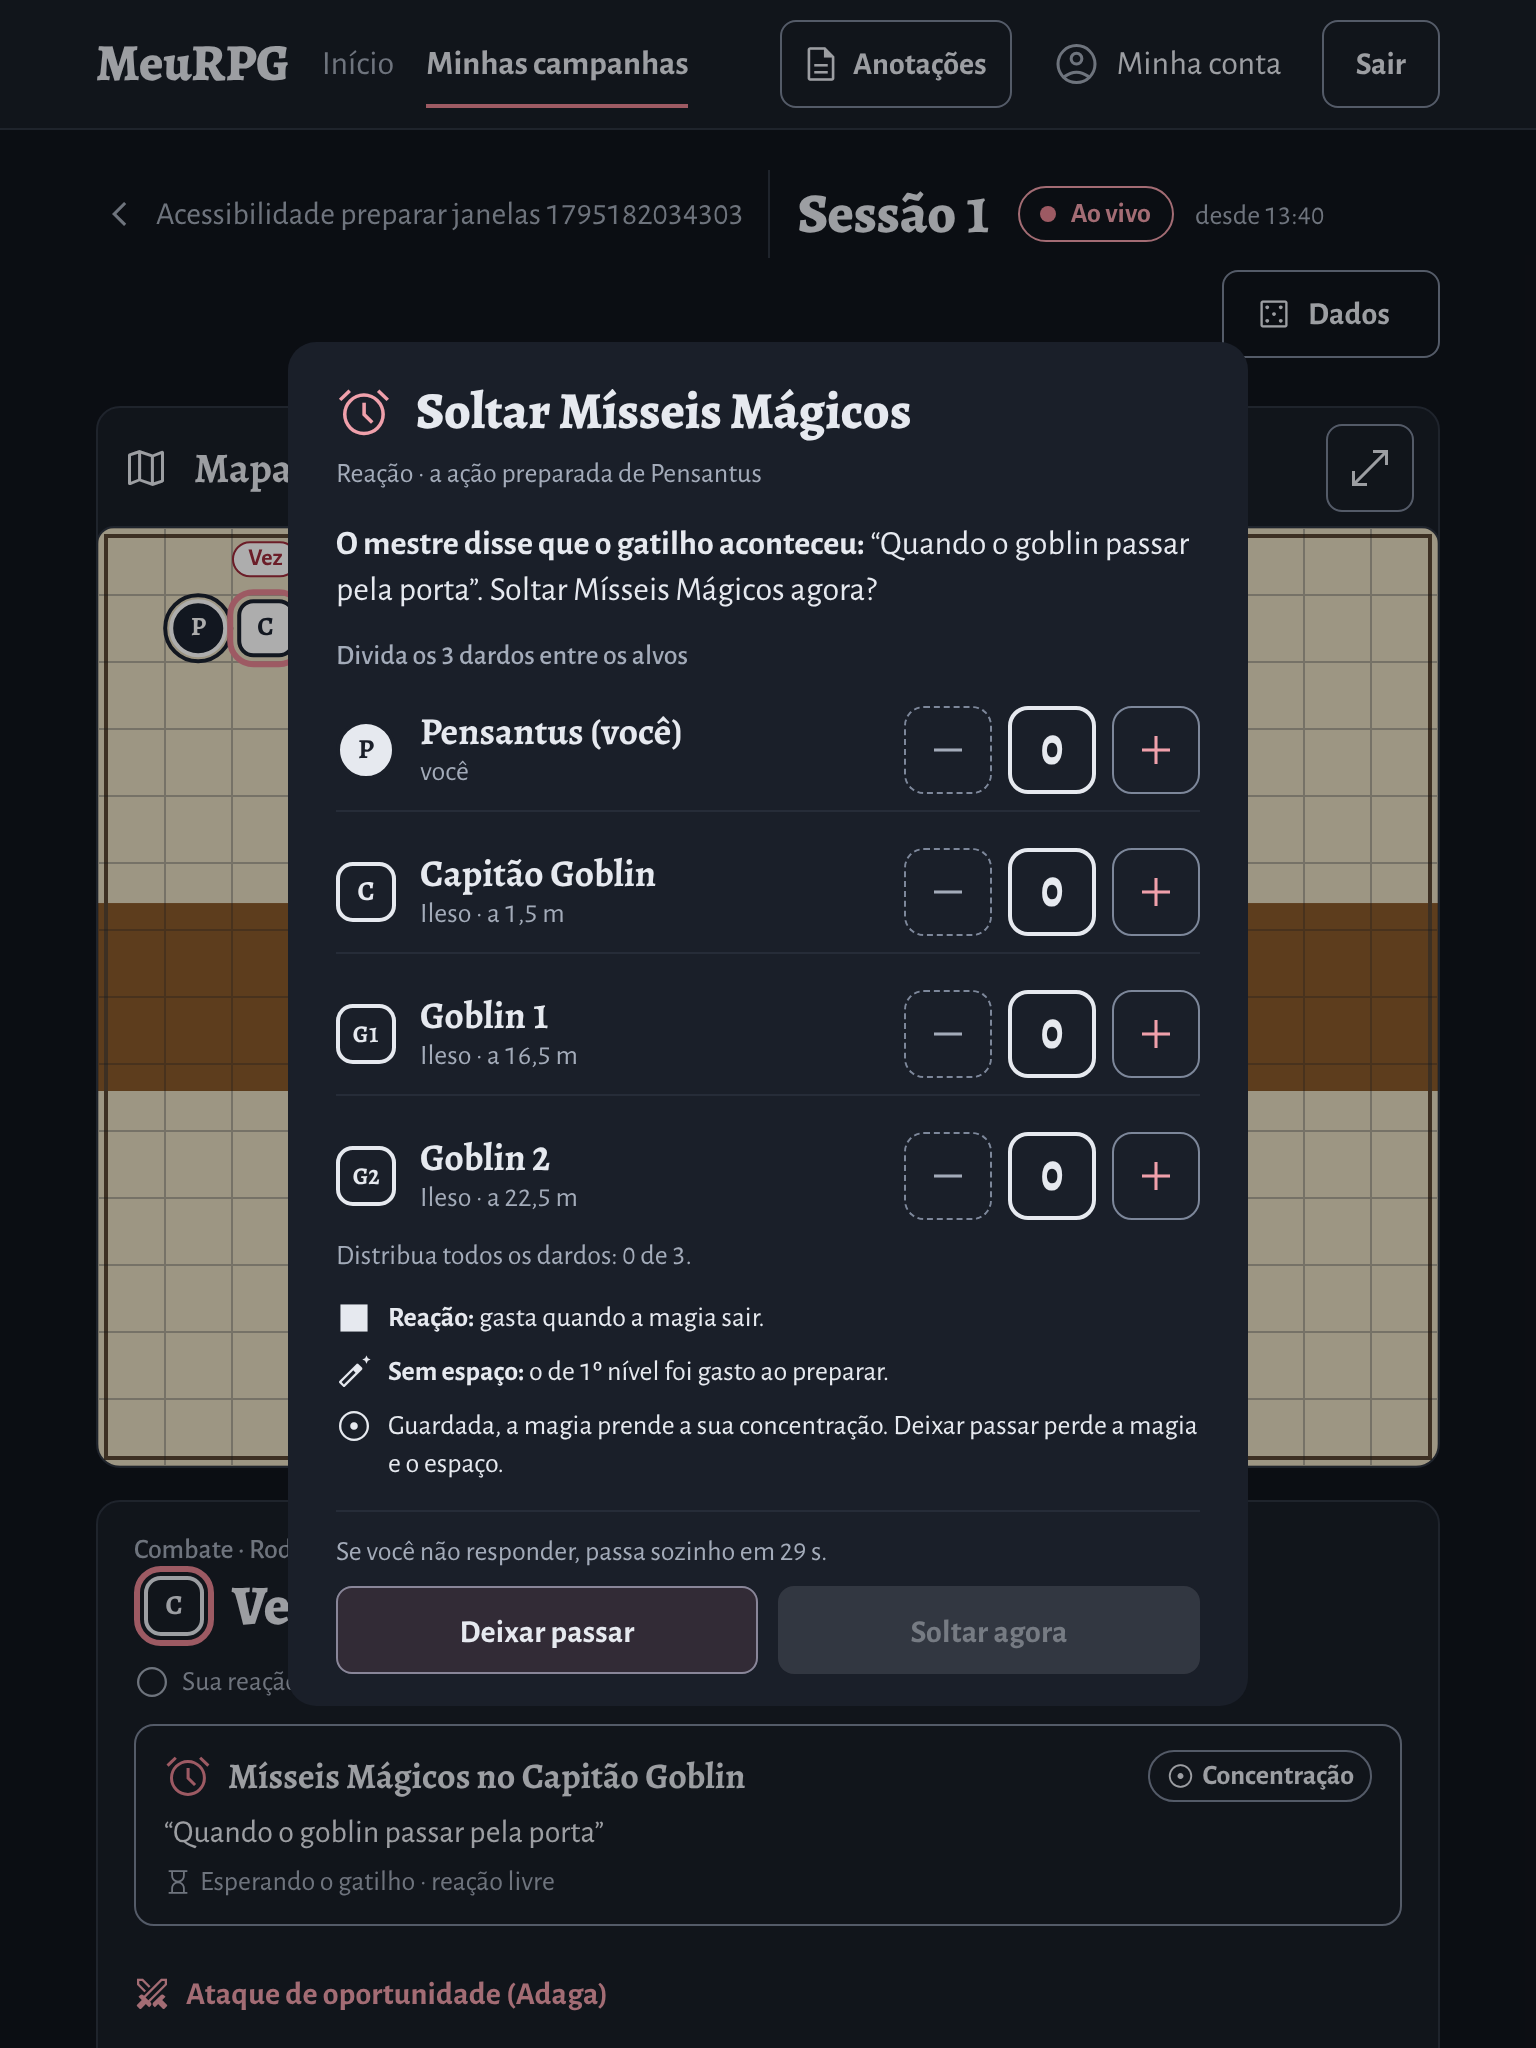 MeuRPG Início Minhas campanhas Anotações Minha conta Sair
Acessibilidade preparar janelas 1795182034303 Sessão 1 Ao vivo desde 13:40
Dados
Mapa
Vez
P C
Soltar Mísseis Mágicos
Reação · a ação preparada de Pensantus
O mestre disse que o gatilho aconteceu: “Quando o goblin passar
pela porta”. Soltar Mísseis Mágicos agora?
Divida os 3 dardos entre os alvos
P Pensantus (você) − 0 +
você
C Capitão Goblin − 0 +
Ileso · a 1,5 m
G1 Goblin 1 − 0 +
Ileso · a 16,5 m
G2 Goblin 2 − 0 +
Ileso · a 22,5 m
Distribua todos os dardos: 0 de 3.
Reação: gasta quando a magia sair.
Sem espaço: o de 1º nível foi gasto ao preparar.
Guardada, a magia prende a sua concentração. Deixar passar perde a magia
e o espaço.
Se você não responder, passa sozinho em 29 s.
Deixar passar Soltar agora
Combate · Rod
C Ve
Sua reaçã
Mísseis Mágicos no Capitão Goblin Concentração
“Quando o goblin passar pela porta”
Esperando o gatilho · reação livre
Ataque de oportunidade (Adaga)